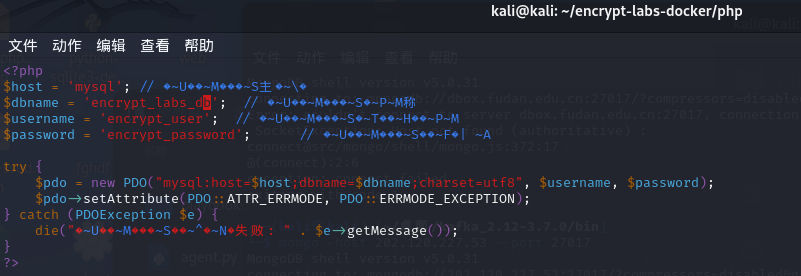 kali@kali: ~/encrypt-labs-docker/php
文件 动作 编辑 查看 帮助
<?php
$host = 'mysql'; // �~U��~M���~S主�~\�
$dbname = 'encrypt_labs_db'; // �~U��~M���~S�~P~M称
$username = 'encrypt_user'; // �~U��~M���~S�~T��~H��~P~M
$password = 'encrypt_password'; // �~U��~M���~S��~F�| ~A
try {
$pdo = new PDO("mysql:host=$host;dbname=$dbname;charset=utf8", $username, $password);
$pdo->setAttribute(PDO::ATTR_ERRMODE, PDO::ERRMODE_EXCEPTION);
} catch (PDOException $e) {
die("�~U��~M���~S��~^�~N�失败: " . $e->getMessage());
}
?>